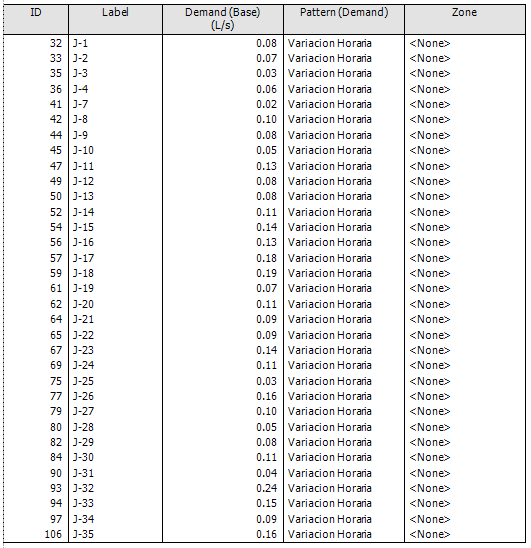 ID Label Demand (Base) (L/s) Pattern (Demand) Zone
32 J-1 0.08 Variacion Horaria <None>
33 J-2 0.07 Variacion Horaria <None>
35 J-3 0.03 Variacion Horaria <None>
36 J-4 0.06 Variacion Horaria <None>
41 J-7 0.02 Variacion Horaria <None>
42 J-8 0.10 Variacion Horaria <None>
44 J-9 0.08 Variacion Horaria <None>
45 J-10 0.05 Variacion Horaria <None>
47 J-11 0.13 Variacion Horaria <None>
49 J-12 0.08 Variacion Horaria <None>
50 J-13 0.08 Variacion Horaria <None>
52 J-14 0.11 Variacion Horaria <None>
54 J-15 0.14 Variacion Horaria <None>
56 J-16 0.13 Variacion Horaria <None>
57 J-17 0.18 Variacion Horaria <None>
59 J-18 0.19 Variacion Horaria <None>
61 J-19 0.07 Variacion Horaria <None>
62 J-20 0.11 Variacion Horaria <None>
64 J-21 0.09 Variacion Horaria <None>
65 J-22 0.09 Variacion Horaria <None>
67 J-23 0.14 Variacion Horaria <None>
69 J-24 0.11 Variacion Horaria <None>
75 J-25 0.03 Variacion Horaria <None>
77 J-26 0.16 Variacion Horaria <None>
79 J-27 0.10 Variacion Horaria <None>
80 J-28 0.05 Variacion Horaria <None>
82 J-29 0.08 Variacion Horaria <None>
84 J-30 0.11 Variacion Horaria <None>
90 J-31 0.04 Variacion Horaria <None>
93 J-32 0.24 Variacion Horaria <None>
94 J-33 0.15 Variacion Horaria <None>
97 J-34 0.09 Variacion Horaria <None>
106 J-35 0.16 Variacion Horaria <None>